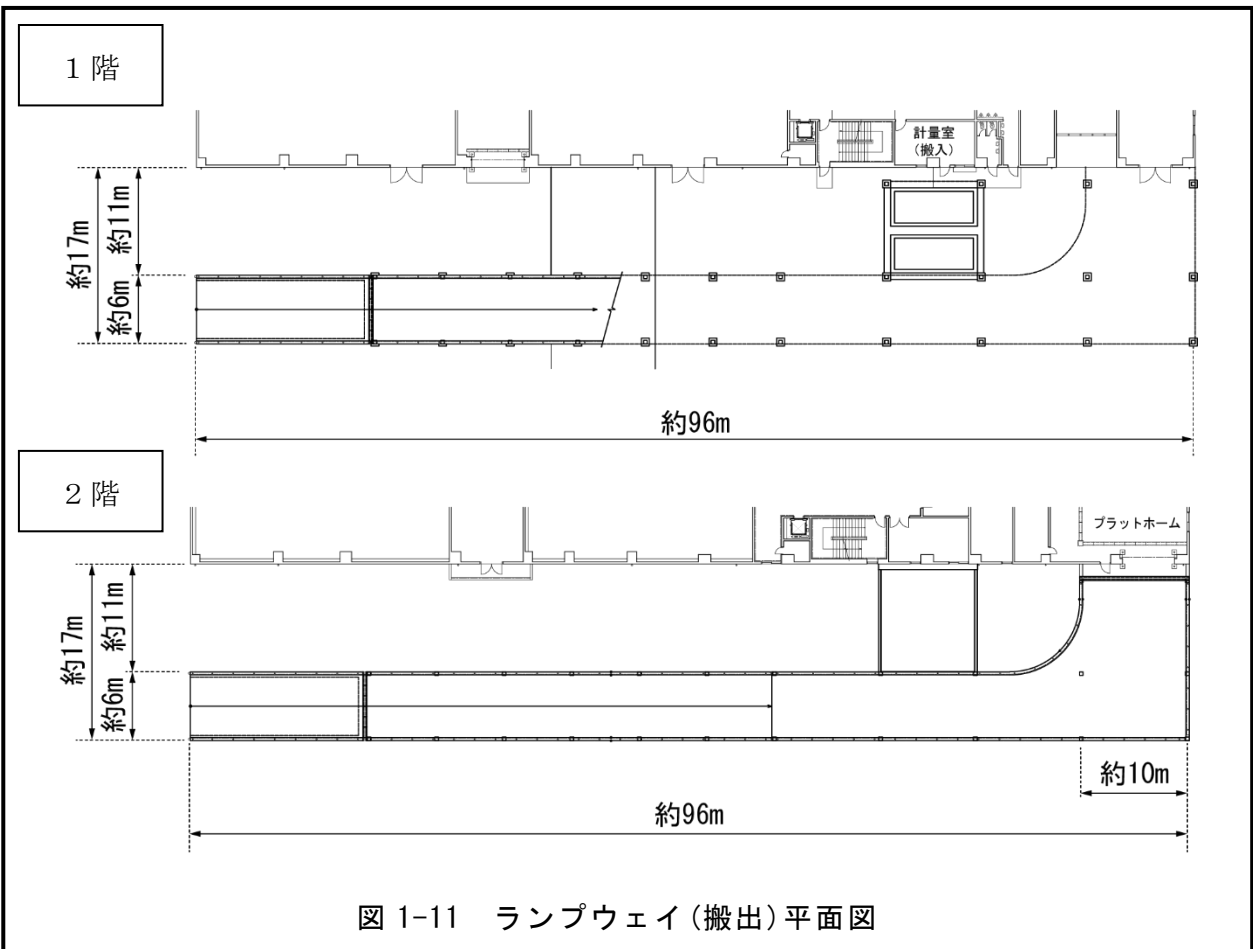 1階
計量室
(搬入)
約17m
約11m
約6m
約96m
2階
プラットホーム
約17m
約11m
約6m
約10m
約96m
図 1-11 ランプウェイ(搬出)平面図